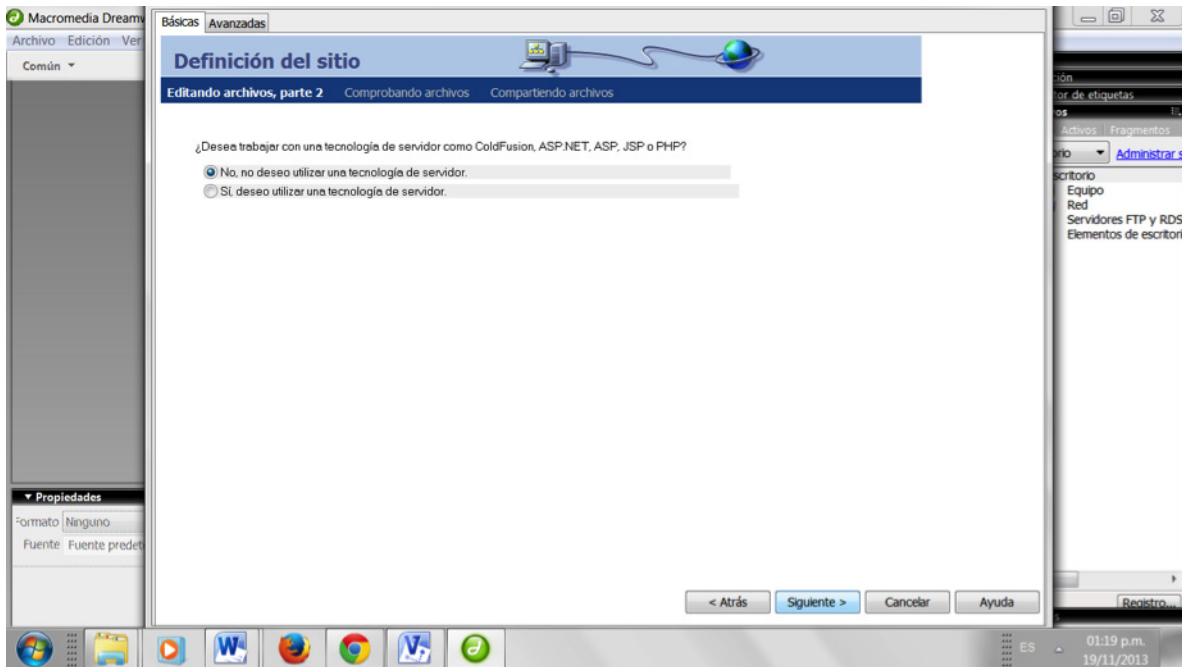 Macromedia Dreamw
Archivo Edición Ver
Común
Básicas Avanzadas
Definición del sitio
Editando archivos, parte 2 Comprobando archivos Compartiendo archivos
¿Desea trabajar con una tecnología de servidor como ColdFusion, ASP.NET, ASP, JSP o PHP?
No, no deseo utilizar una tecnología de servidor.
Sí, deseo utilizar una tecnología de servidor.
< Atrás Siguiente > Cancelar Ayuda
Propiedades
Formato Ninguno
Fuente Fuente predet
ción
tor de etiquetas
os
Activos Fragmentos
orio Administrar s
scritorio
Equipo
Red
Servidores FTP y RDS
Elementos de escritori
Registro...
ES 01:19 p.m.
19/11/2013